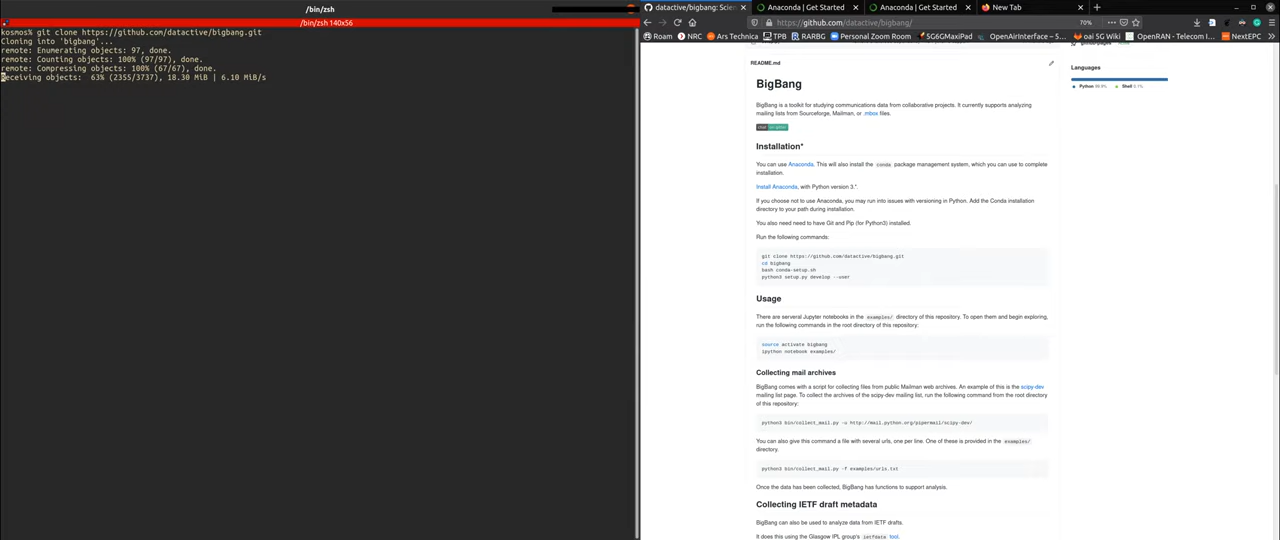 /bin/zsh
/bin/zsh 140x56
kosmos% git clone https://github.com/datactive/bigbang.git
Cloning into 'bigbang'...
remote: Enumerating objects: 97, done.
remote: Counting objects: 100% (97/97), done.
remote: Compressing objects: 100% (67/67), done.
Receiving objects: 63% (2355/3737), 18.30 MiB | 6.10 MiB/s
datactive/bigbang: Scien
Anaconda | Get Started
Anaconda | Get Started
New Tab
https://github.com/datactive/bigbang/
70%
Roam
NRC
Ars Technica
TPB
RARBG
Personal Zoom Room
5G6GMaxiPad
OpenAirInterface - ...
oai 5G Wiki
OpenRAN - Telecom...
NextEPC
README.md
BigBang
BigBang is a toolkit for studying communications data from collaborative projects. It currently supports analyzing
mailing lists from Sourceforge, Mailman, or .mbox files.
Installation*
You can use Anaconda. This will also install the conda package management system, which you can use to complete
installation.
Install Anaconda, with Python version 3.*.
If you choose not to use Anaconda, you may run into issues with versioning in Python. Add the Conda installation
directory to your path during installation.
You also need need to have Git and Pip (for Python3) installed.
Run the following commands:
git clone https://github.com/datactive/bigbang.git
cd bigbang
bash conda-setup.sh
python3 setup.py develop --user
Usage
There are serveral Jupyter notebooks in the examples/ directory of this repository. To open them and begin exploring,
run the following commands in the root directory of this repository:
source activate bigbang
ipython notebook examples/
Collecting mail archives
BigBang comes with a script for collecting files from public Mailman web archives. An example of this is the scipy-dev
mailing list page. To collect the archives of the scipy-dev mailing list, run the following command from the root directory
of this repository:
python3 bin/collect_mail.py -u http://mail.python.org/pipermail/scipy-dev/
You can also give this command a file with several urls, one per line. One of these is provided in the examples/
directory.
python3 bin/collect_mail.py -f examples/urls.txt
Once the data has been collected, BigBang has functions to support analysis.
Collecting IETF draft metadata
BigBang can also be used to analyze data from IETF drafts.
It does this using the Glasgow IPL group's ietfdata tool.
Languages
Python 99.9%
Shell 0.1%